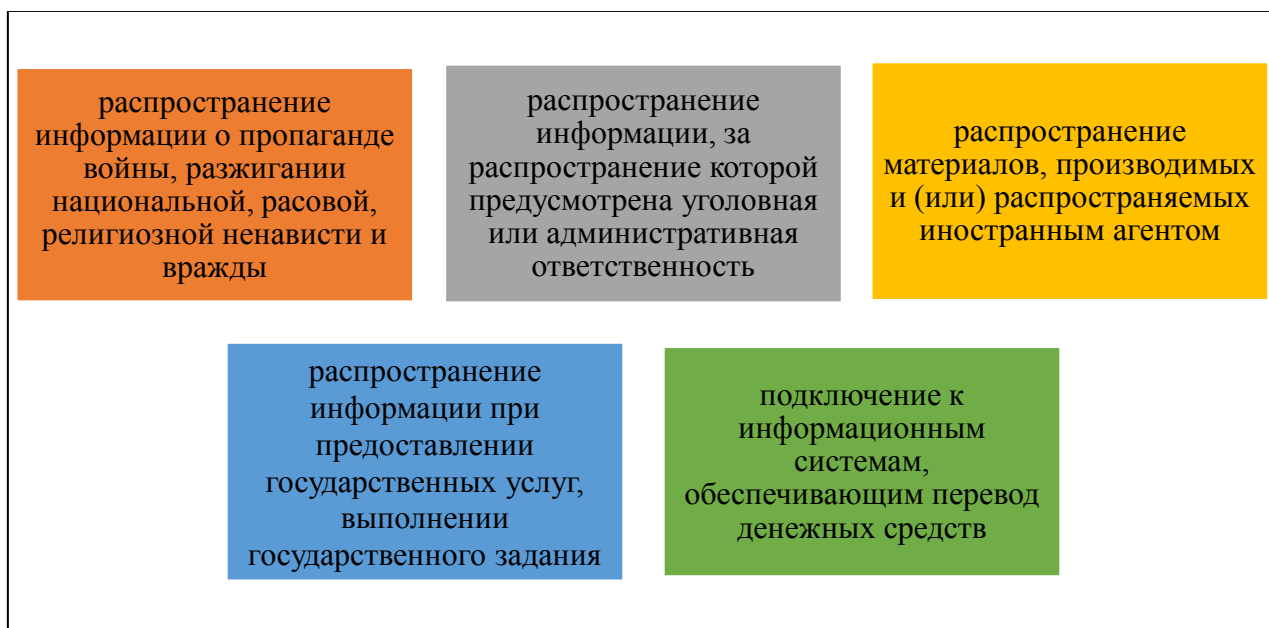 распространение
информации о пропаганде
войны, разжигании
национальной, расовой,
религиозной ненависти и
вражды
распространение
информации, за
распространение которой
предусмотрена уголовная
или административная
ответственность
распространение
материалов, производимых
и (или) распространяемых
иностранным агентом
распространение
информации при
предоставлении
государственных услуг,
выполнении
государственного задания
подключение к
информационным
системам,
обеспечивающим перевод
денежных средств